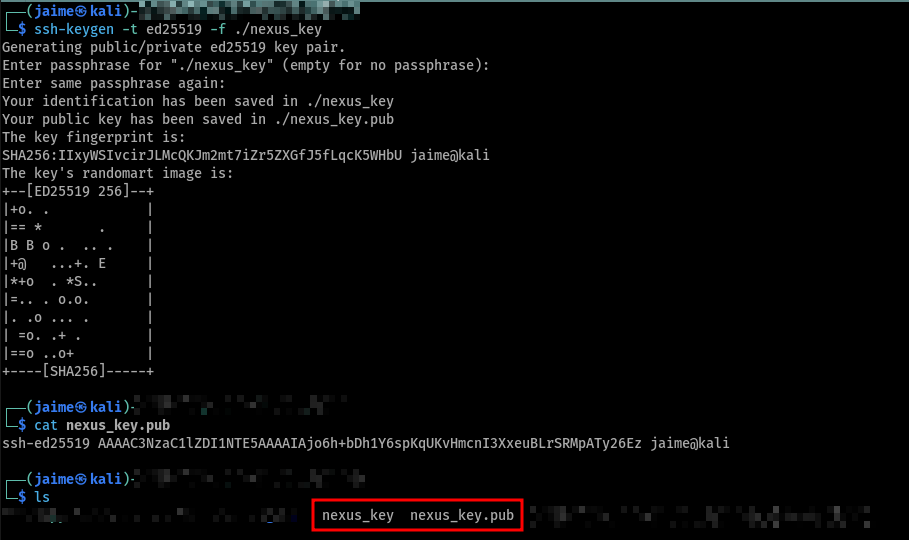 ┌──(jaime㉿kali)-
└─$ ssh-keygen -t ed25519 -f ./nexus_key
Generating public/private ed25519 key pair.
Enter passphrase for "./nexus_key" (empty for no passphrase):
Enter same passphrase again:
Your identification has been saved in ./nexus_key
Your public key has been saved in ./nexus_key.pub
The key fingerprint is:
SHA256:IIxyWSIvcirJLMcQKJm2mt7iZr5ZXGfJ5fLqcK5WHbU jaime@kali
The key's randomart image is:
+--[ED25519 256]--+
|+o. .            |
|== *       .     |
|B B o .  .. .    |
|+@   ...+. E     |
|*+o  . *S..      |
|=.. . o.o.       |
|. .o ... .       |
| =o. .+ .        |
|==o ..o+         |
+----[SHA256]-----+
┌──(jaime㉿kali)-
└─$ cat nexus_key.pub
ssh-ed25519 AAAAC3NzaC1lZDI1NTE5AAAAIAjo6h+bDh1Y6spKqUKvHmcnI3XxeuBLrSRMpATy26Ez jaime@kali
┌──(jaime㉿kali)-
└─$ ls
nexus_key  nexus_key.pub